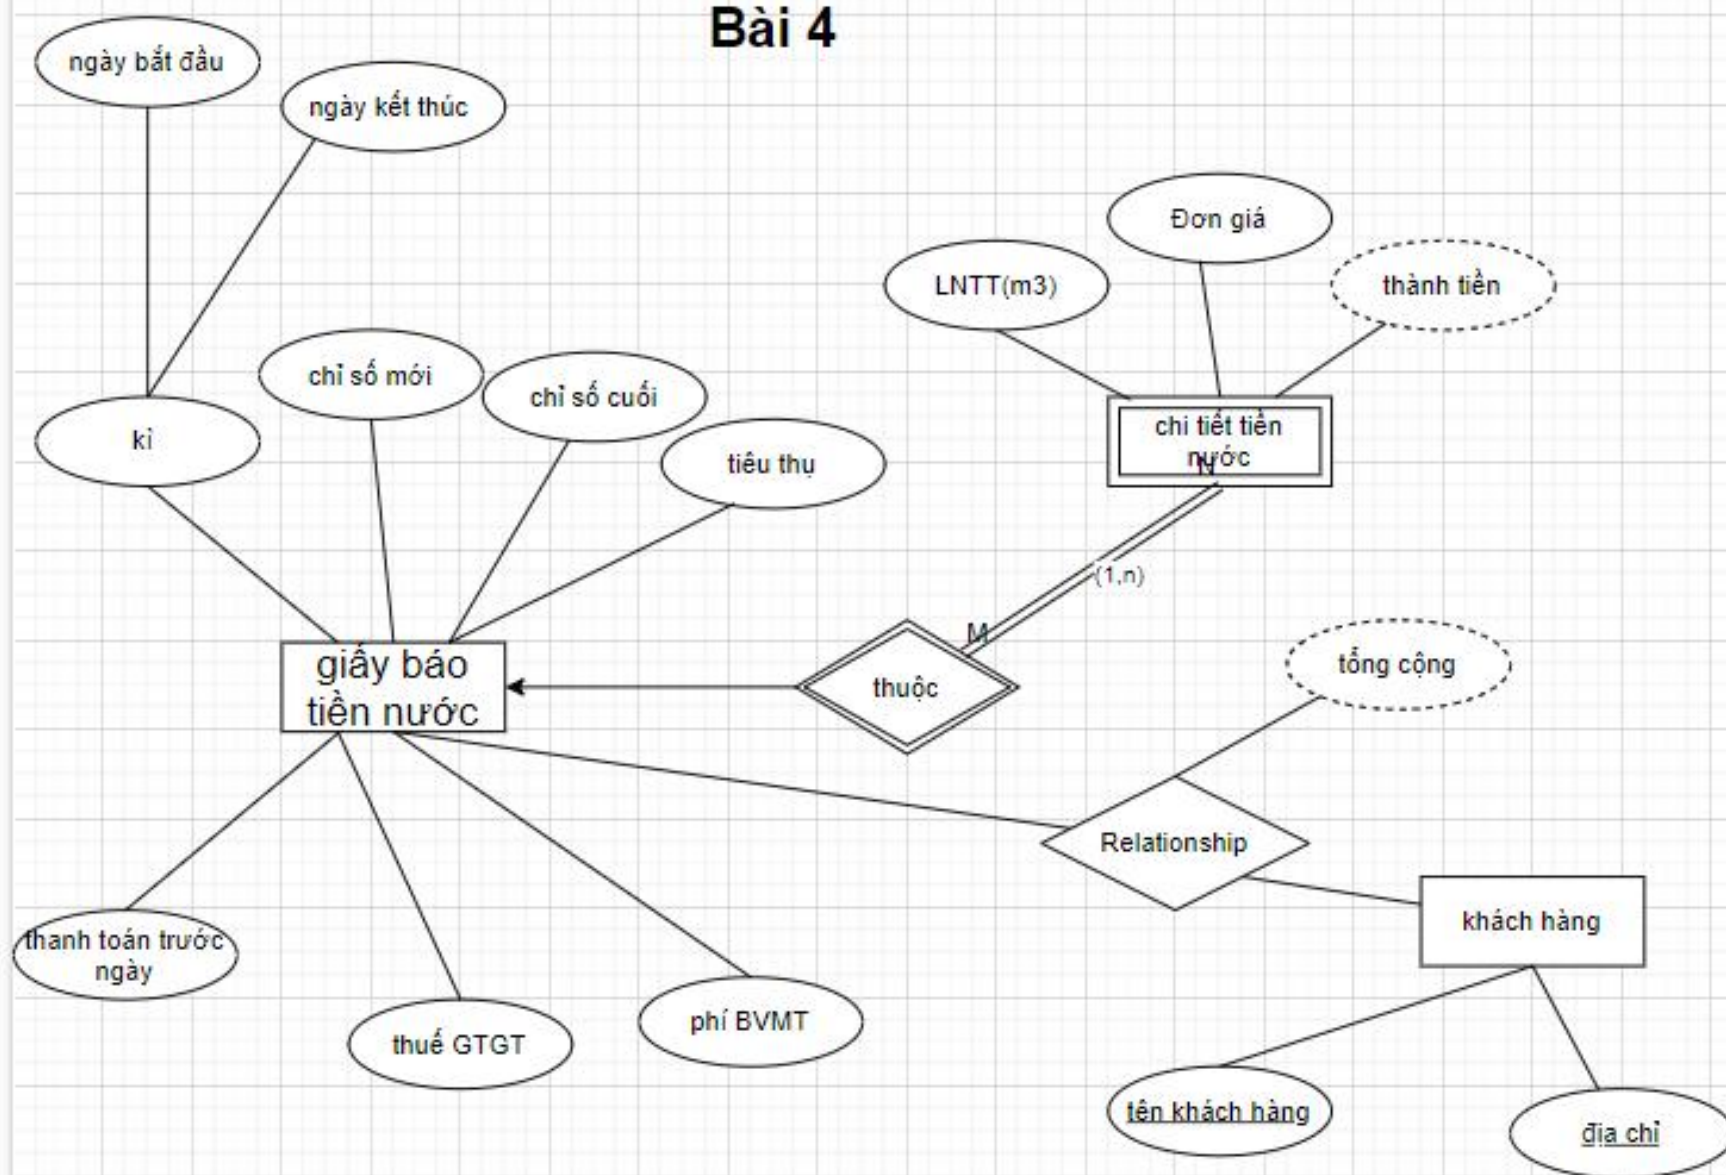 Bài 4
ngày bắt đầu
ngày kết thúc
Đơn giá
LNTT(m3)
thành tiền
chỉ số mới
chỉ số cuối
kì
tiêu thụ
chi tiết tiền
nước
N
(1,n)
M
giấy báo
tiền nước
thuộc
tổng cộng
Relationship
khách hàng
thanh toán trước
ngày
thuế GTGT
phí BVMT
tên khách hàng
địa chỉ